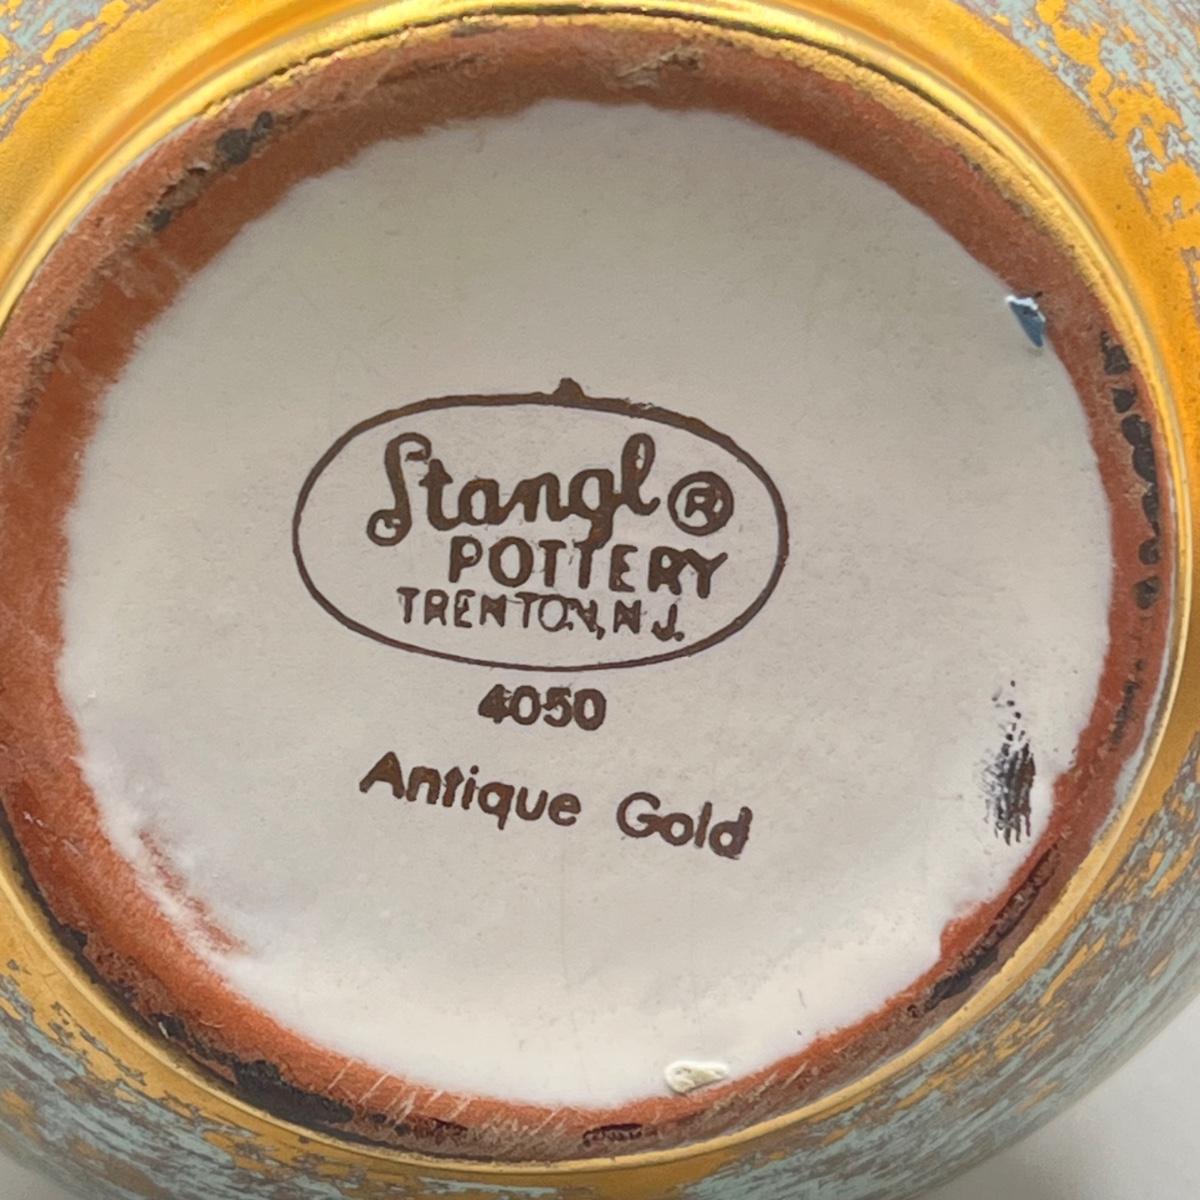 Stangl ®
POTTERY
TRENTON, N.J.
4050
Antique Gold